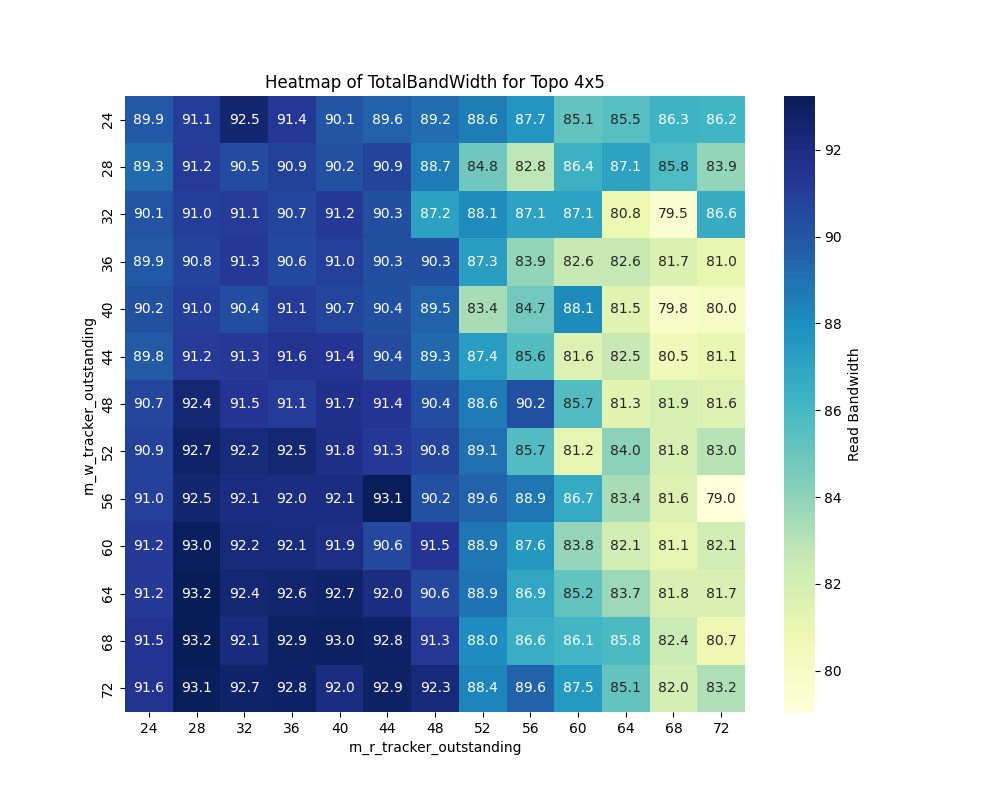 Heatmap of TotalBandWidth for Topo 4x5
24 89.9 91.1 92.5 91.4 90.1 89.6 89.2 88.6 87.7 85.1 85.5 86.3 86.2
28 89.3 91.2 90.5 90.9 90.2 90.9 88.7 84.8 82.8 86.4 87.1 85.8 83.9
32 90.1 91.0 91.1 90.7 91.2 90.3 87.2 88.1 87.1 87.1 80.8 79.5 86.6
36 89.9 90.8 91.3 90.6 91.0 90.3 90.3 87.3 83.9 82.6 82.6 81.7 81.0
40 90.2 91.0 90.4 91.1 90.7 90.4 89.5 83.4 84.7 88.1 81.5 79.8 80.0
44 89.8 91.2 91.3 91.6 91.4 90.4 89.3 87.4 85.6 81.6 82.5 80.5 81.1
48 90.7 92.4 91.5 91.1 91.7 91.4 90.4 88.6 90.2 85.7 81.3 81.9 81.6
52 90.9 92.7 92.2 92.5 91.8 91.3 90.8 89.1 85.7 81.2 84.0 81.8 83.0
56 91.0 92.5 92.1 92.0 92.1 93.1 90.2 89.6 88.9 86.7 83.4 81.6 79.0
60 91.2 93.0 92.2 92.1 91.9 90.6 91.5 88.9 87.6 83.8 82.1 81.1 82.1
64 91.2 93.2 92.4 92.6 92.7 92.0 90.6 88.9 86.9 85.2 83.7 81.8 81.7
68 91.5 93.2 92.1 92.9 93.0 92.8 91.3 88.0 86.6 86.1 85.8 82.4 80.7
72 91.6 93.1 92.7 92.8 92.0 92.9 92.3 88.4 89.6 87.5 85.1 82.0 83.2
24 28 32 36 40 44 48 52 56 60 64 68 72
rn_r_tracker_outstanding
rn_w_tracker_outstanding
92
90
88
86
84
82
80
Read Bandwidth